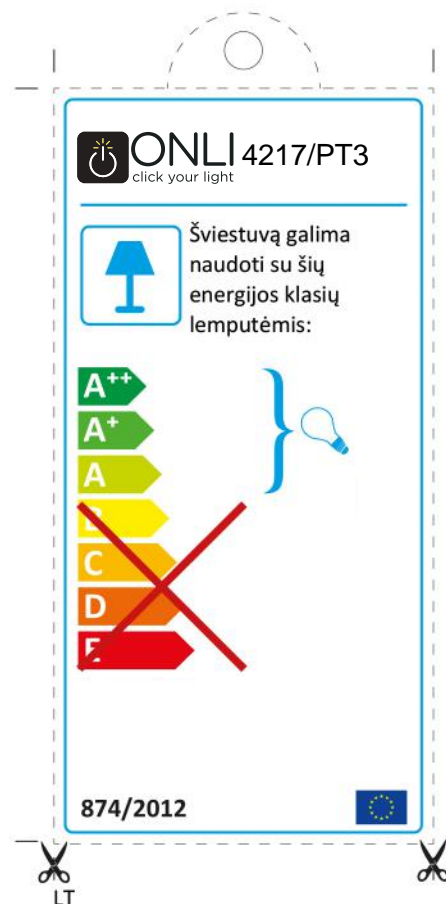 ONLI 4217/PT3
click your light
Šviestuvą galima
naudoti su šių
energijos klasių
lemputėmis:
A++
A+
A
B
C
D
E
874/2012
LT